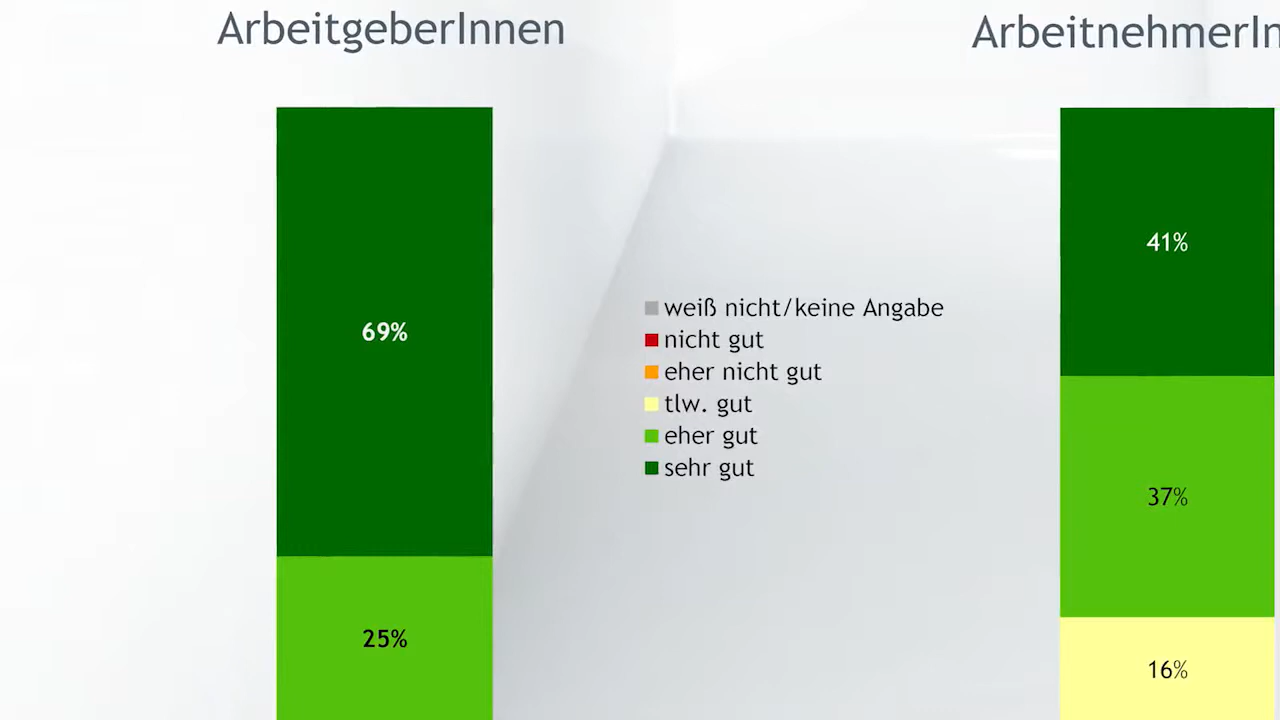 ArbeitgeberInnen
ArbeitnehmerIn
69%
25%
weiß nicht/keine Angabe
nicht gut
eher nicht gut
tlw. gut
eher gut
sehr gut
41%
37%
16%